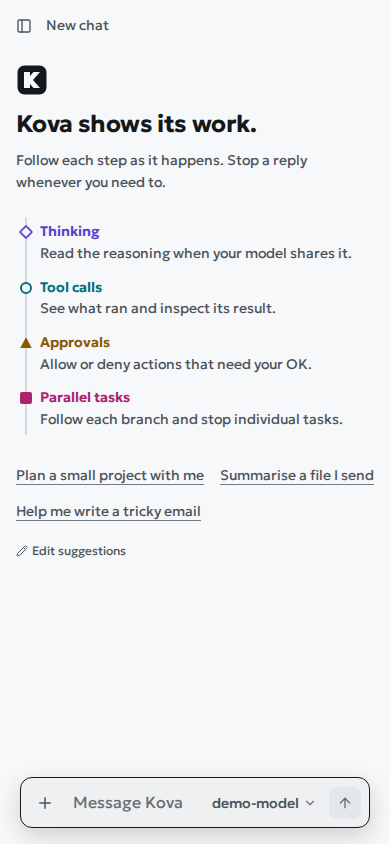 New chat
K
Kova shows its work.
Follow each step as it happens. Stop a reply
whenever you need to.
Thinking
Read the reasoning when your model shares it.
Tool calls
See what ran and inspect its result.
Approvals
Allow or deny actions that need your OK.
Parallel tasks
Follow each branch and stop individual tasks.
Plan a small project with me Summarise a file I send
Help me write a tricky email
Edit suggestions
Message Kova demo-model